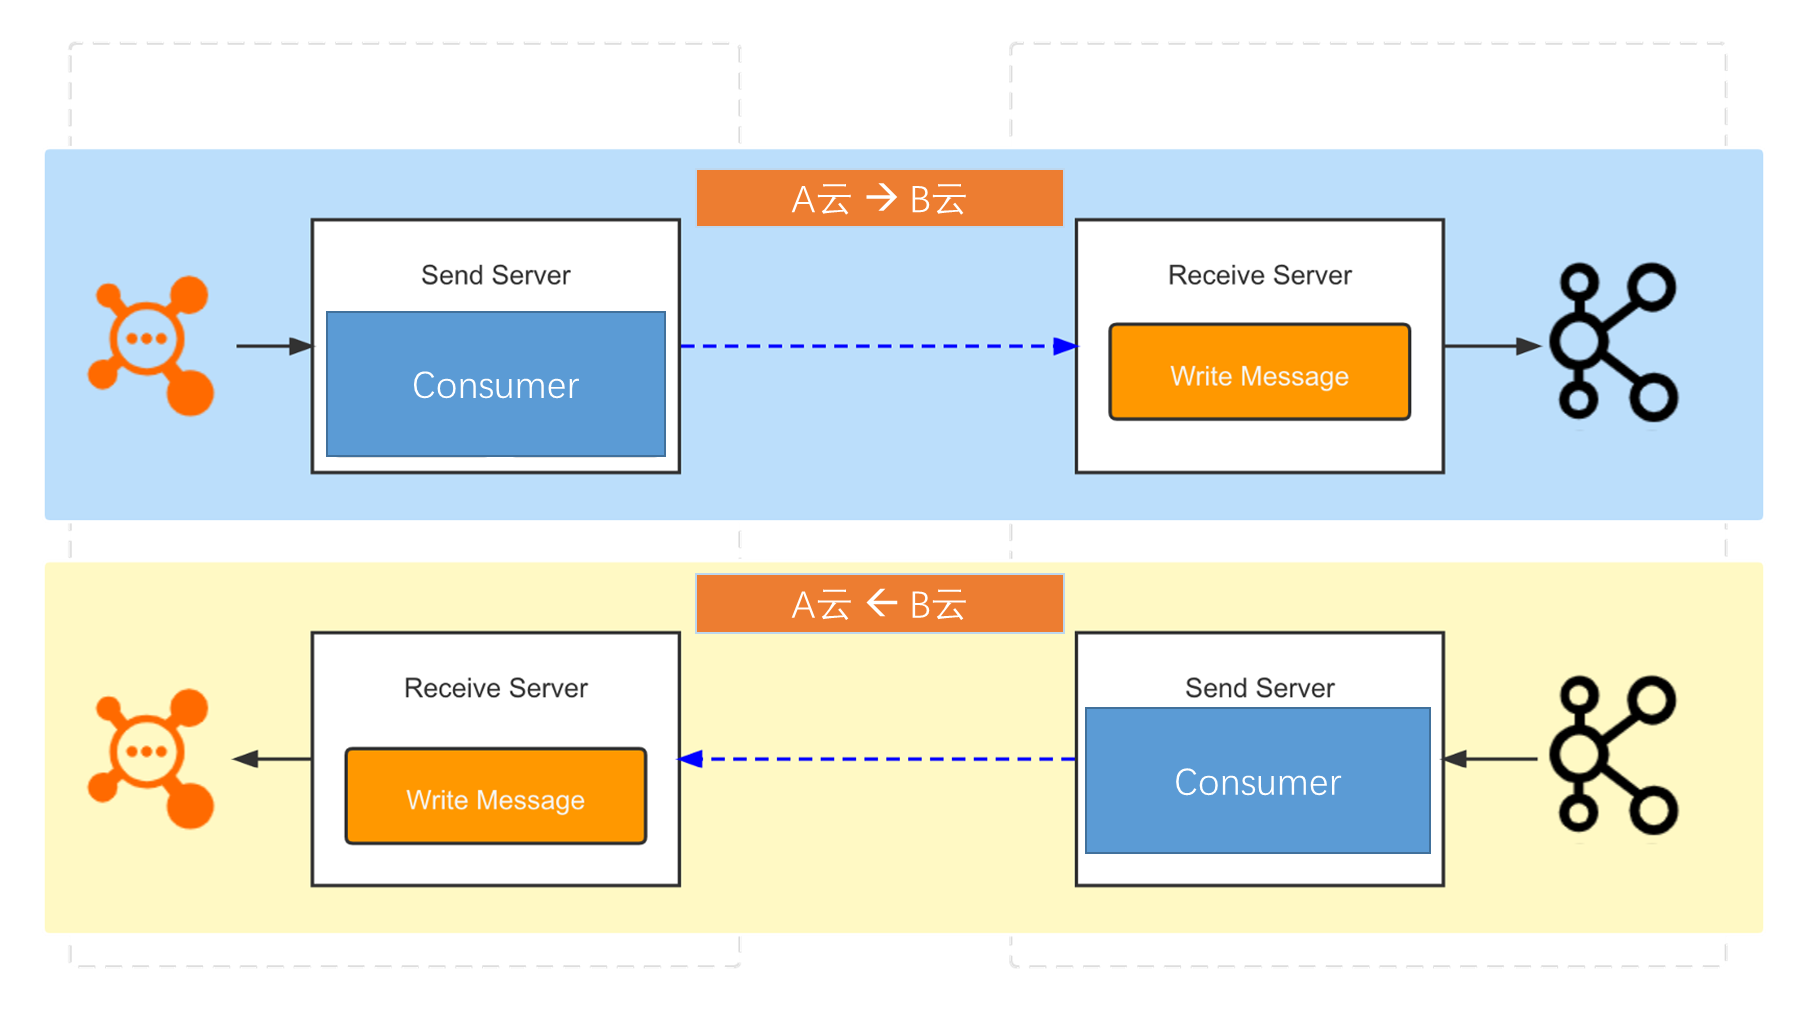 A云 → B云
Send Server
Receive Server
Consumer
Write Message
A云 ← B云
Receive Server
Send Server
Write Message
Consumer